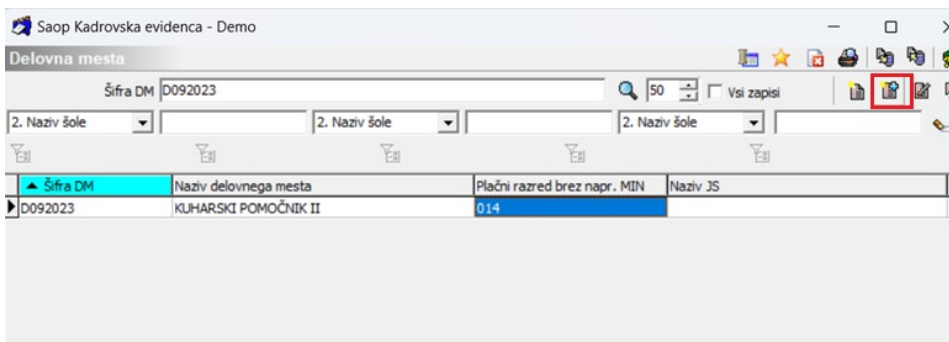 Saop Kadrovska evidenca - Demo
Delovna mesta
Šifra DM D092023 50 Vsi zapisi
2. Naziv šole 2. Naziv šole 2. Naziv šole
Šifra DM Naziv delovnega mesta Plačni razred brez napr. MIN Naziv JS
D092023 KUHARSKI POMOČNIK II 014